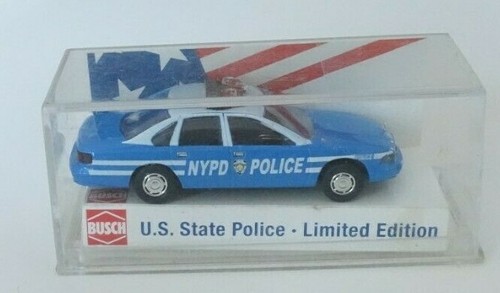 NYPD POLICE
BUSCH
U.S. State Police · Limited Edition